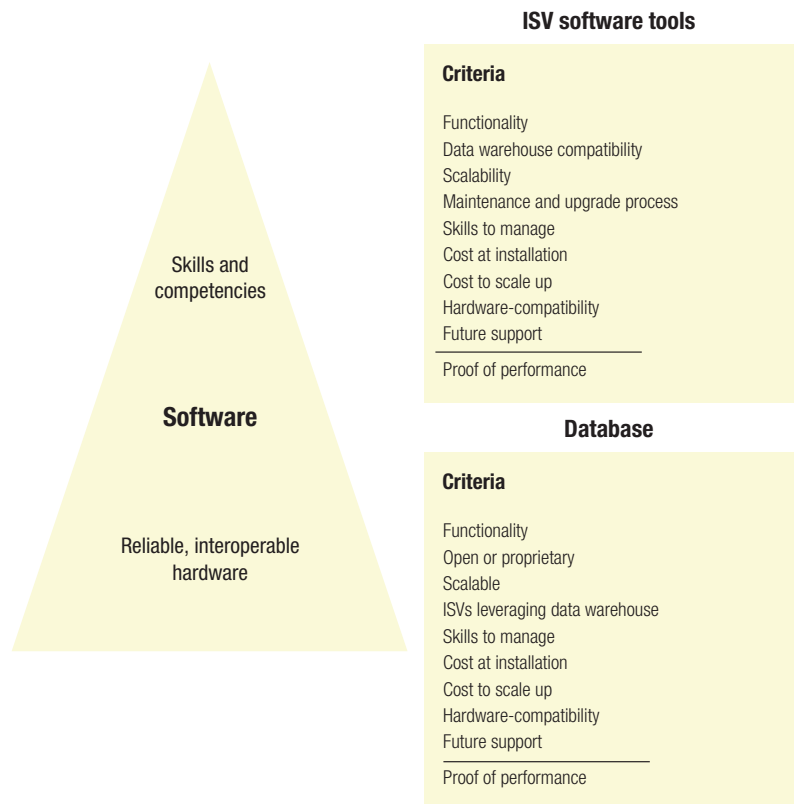 Skills and
competencies
Software
Reliable, interoperable
hardware
ISV software tools
Criteria
Functionality
Data warehouse compatibility
Scalability
Maintenance and upgrade process
Skills to manage
Cost at installation
Cost to scale up
Hardware-compatibility
Future support
Proof of performance
Database
Criteria
Functionality
Open or proprietary
Scalable
ISVs leveraging data warehouse
Skills to manage
Cost at installation
Cost to scale up
Hardware-compatibility
Future support
Proof of performance